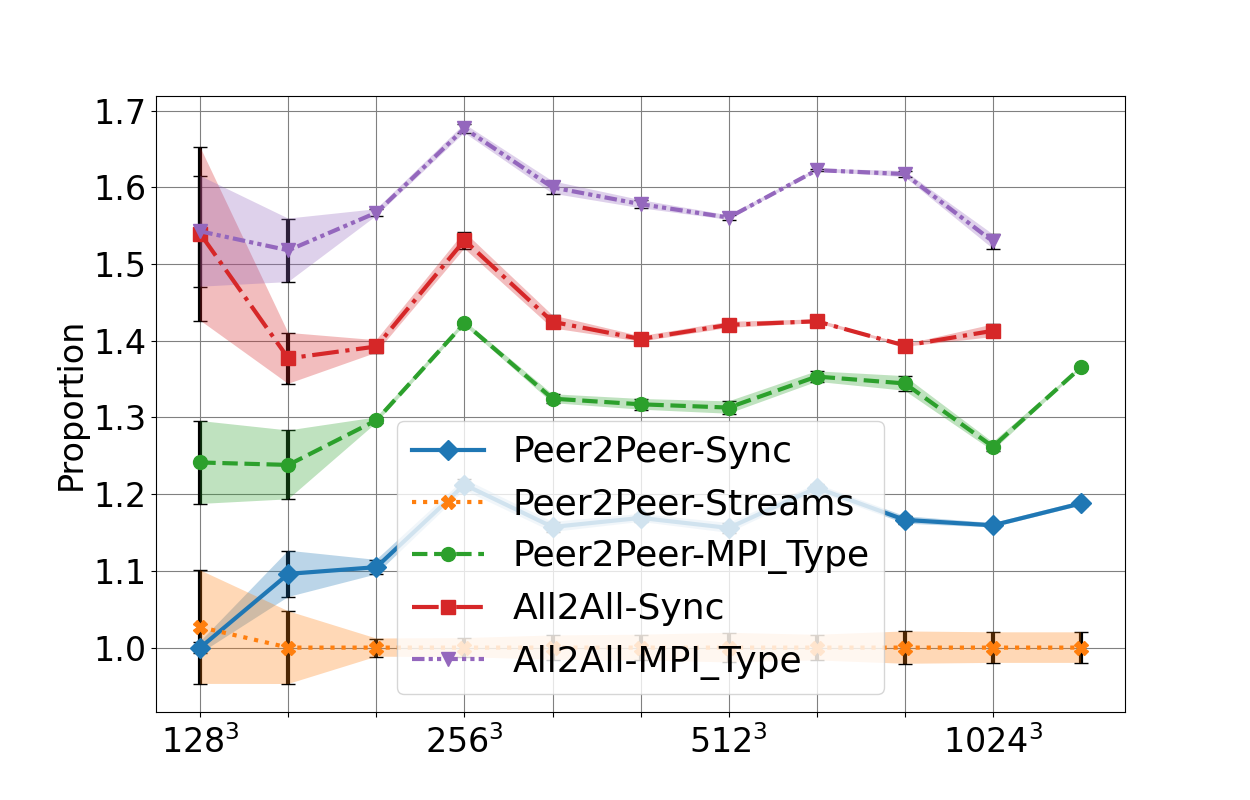 Proportion
1.7
1.6
1.5
1.4
1.3
1.2
1.1
1.0
Peer2Peer-Sync
Peer2Peer-Streams
Peer2Peer-MPI_Type
All2All-Sync
All2All-MPI_Type
128³ 256³ 512³ 1024³